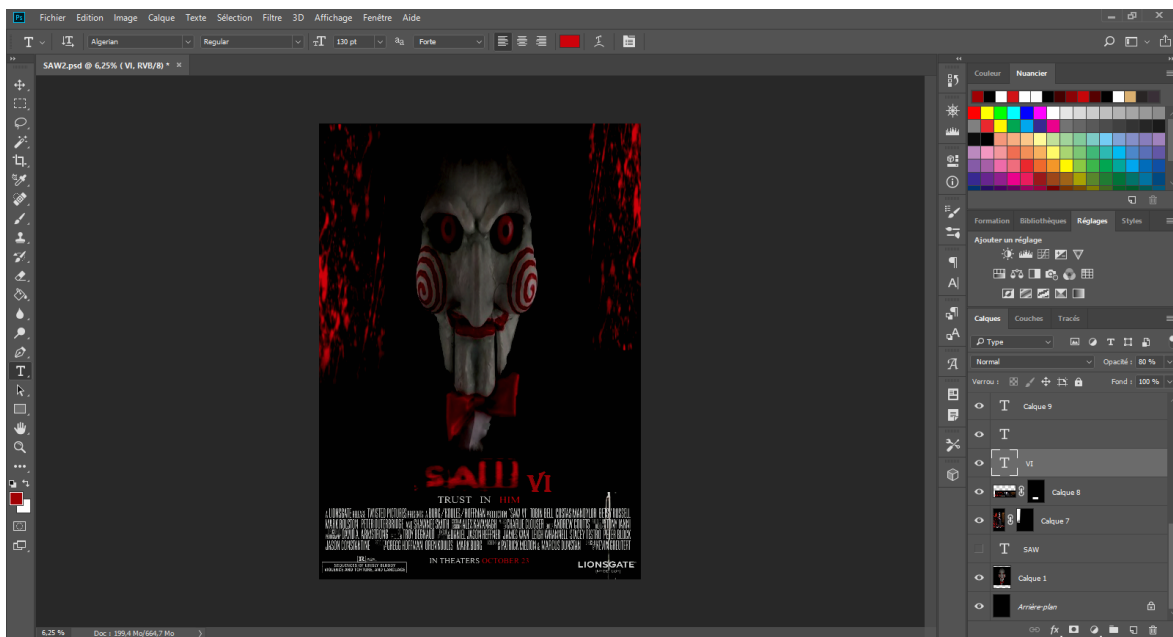 Ps Fichier Edition Image Calque Texte Sélection Filtre 3D Affichage Fenêtre Aide
T Algerian Regular 130 pt aa Forte
SAW2.psd @ 6,25% ( VI, RVB/8) * ×
Couleur Nuancier
Formation Bibliothèques Réglages Styles
Ajouter un réglage
Calques Couches Tracés
Type
Normal Opacité : 80 %
Verrou : Fond : 100 %
T Calque 9
T
T VI
Calque 8
Calque 7
T SAW
Calque 1
Arrière-plan
SAW VI
TRUST IN HIM
IN THEATERS OCTOBER 23
LIONSGATE
6,25 % Doc : 199,4 Mo/664,7 Mo